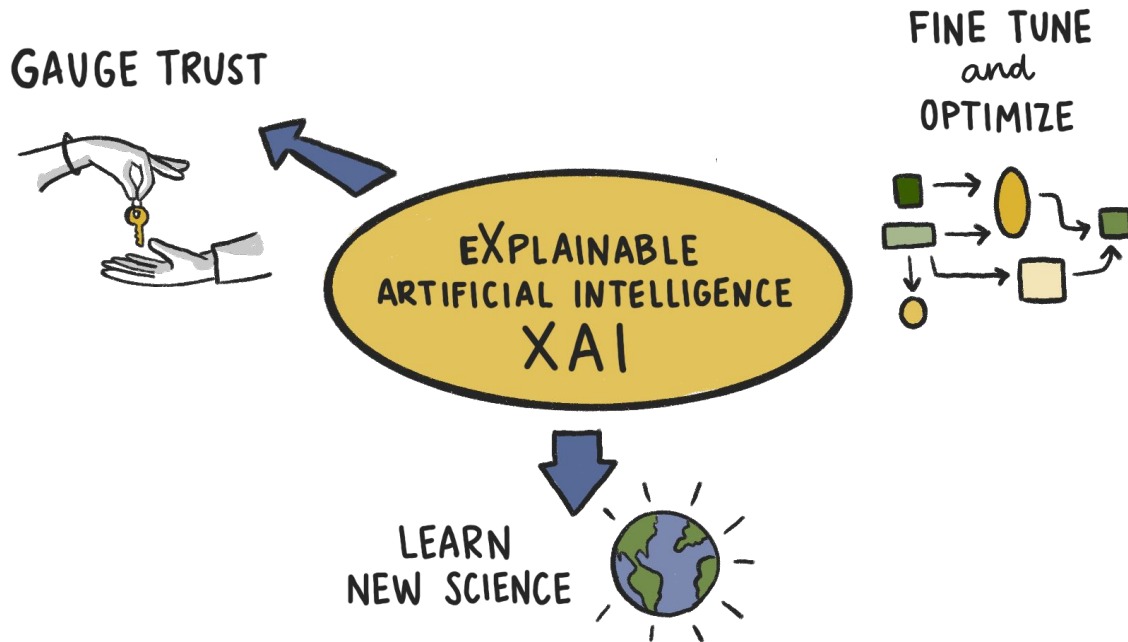 GAUGE TRUST
FINE TUNE
and
OPTIMIZE
eXPLAINABLE
ARTIFICIAL INTELLIGENCE
XAI
LEARN
NEW SCIENCE